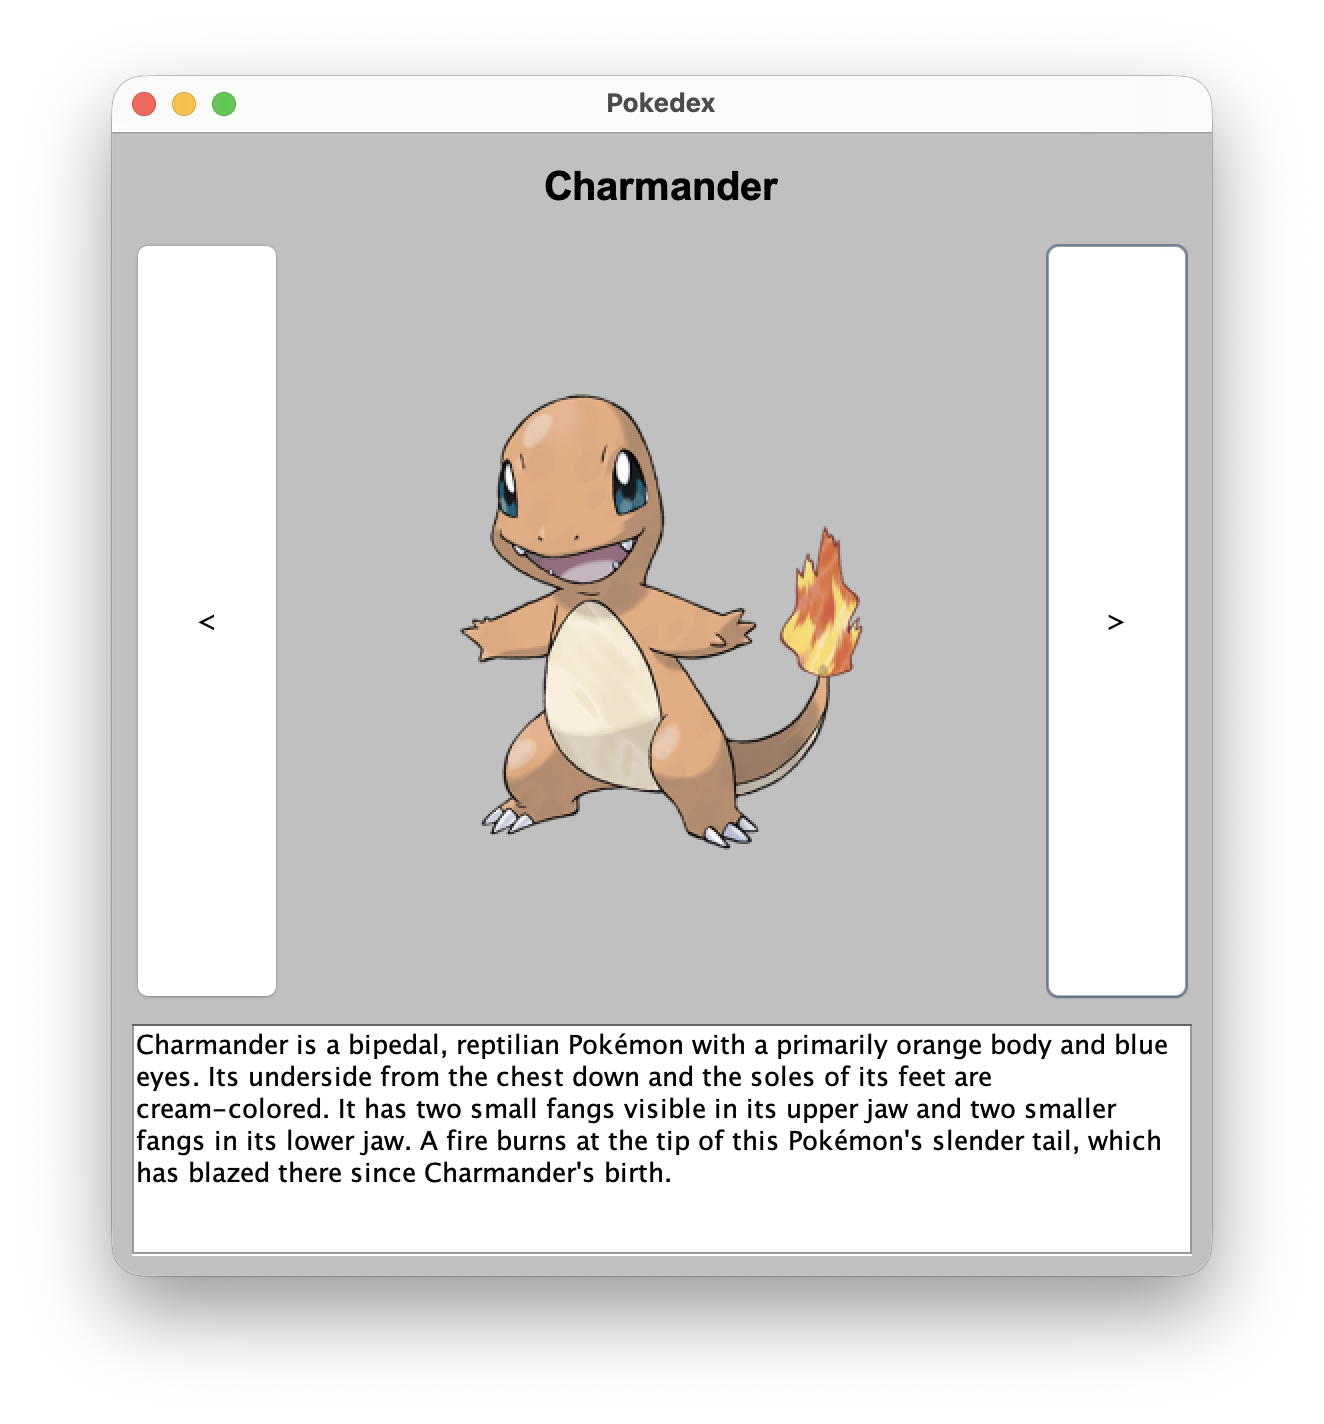 Pokedex
Charmander
<
>
Charmander is a bipedal, reptilian Pokémon with a primarily orange body and blue
eyes. Its underside from the chest down and the soles of its feet are
cream-colored. It has two small fangs visible in its upper jaw and two smaller
fangs in its lower jaw. A fire burns at the tip of this Pokémon's slender tail, which
has blazed there since Charmander's birth.